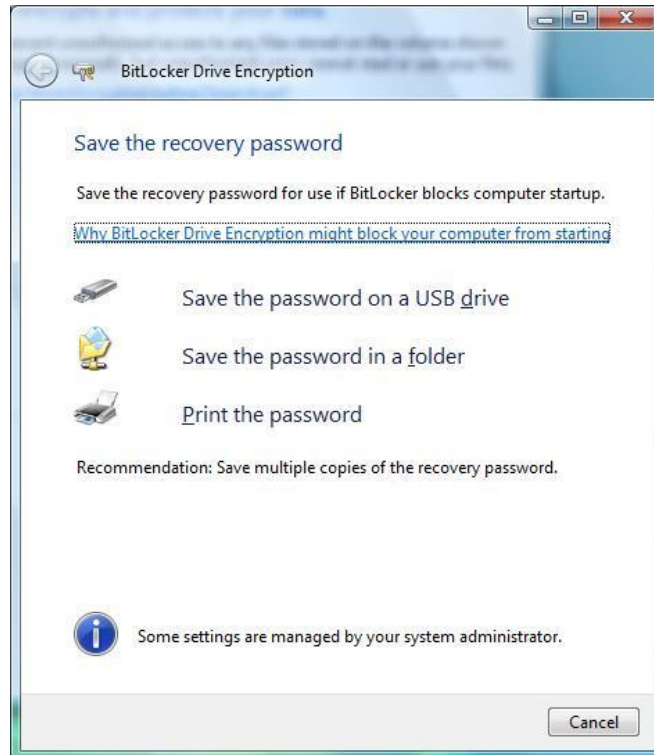 BitLocker Drive Encryption
Save the recovery password
Save the recovery password for use if BitLocker blocks computer startup.
Why BitLocker Drive Encryption might block your computer from starting
Save the password on a USB drive
Save the password in a folder
Print the password
Recommendation: Save multiple copies of the recovery password.
Some settings are managed by your system administrator.
Cancel